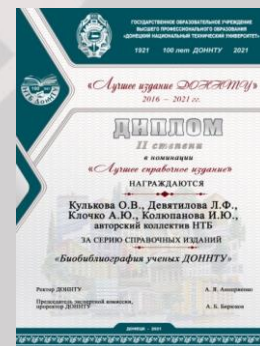 ГОСУДАРСТВЕННОЕ ОБРАЗОВАТЕЛЬНОЕ УЧРЕЖДЕНИЕ
ВЫСШЕГО ПРОФЕССИОНАЛЬНОГО ОБРАЗОВАНИЯ
«ДОНЕЦКИЙ НАЦИОНАЛЬНЫЙ ТЕХНИЧЕСКИЙ УНИВЕРСИТЕТ»
1921 100 лет ДОННТУ 2021
«Лучшее издание ДОННТУ»
2016 – 2021 гг.
ДИПЛОМ
II степени
в номинации
«Лучшее справочное издание»
НАГРАЖДАЮТСЯ
Кулькова О.В., Девятилова Л.Ф.,
Клочко А.Ю., Колюпанова И.Ю.,
авторский коллектив НТБ
ЗА СЕРИЮ СПРАВОЧНЫХ ИЗДАНИЙ
«Биобиблиография ученых ДОННТУ»
Ректор ДОННТУ А. Я. Аноприенко
Председатель экспертной комиссии,
проректор ДОННТУ А. Б. Бирюков
ДОНЕЦК – 2021